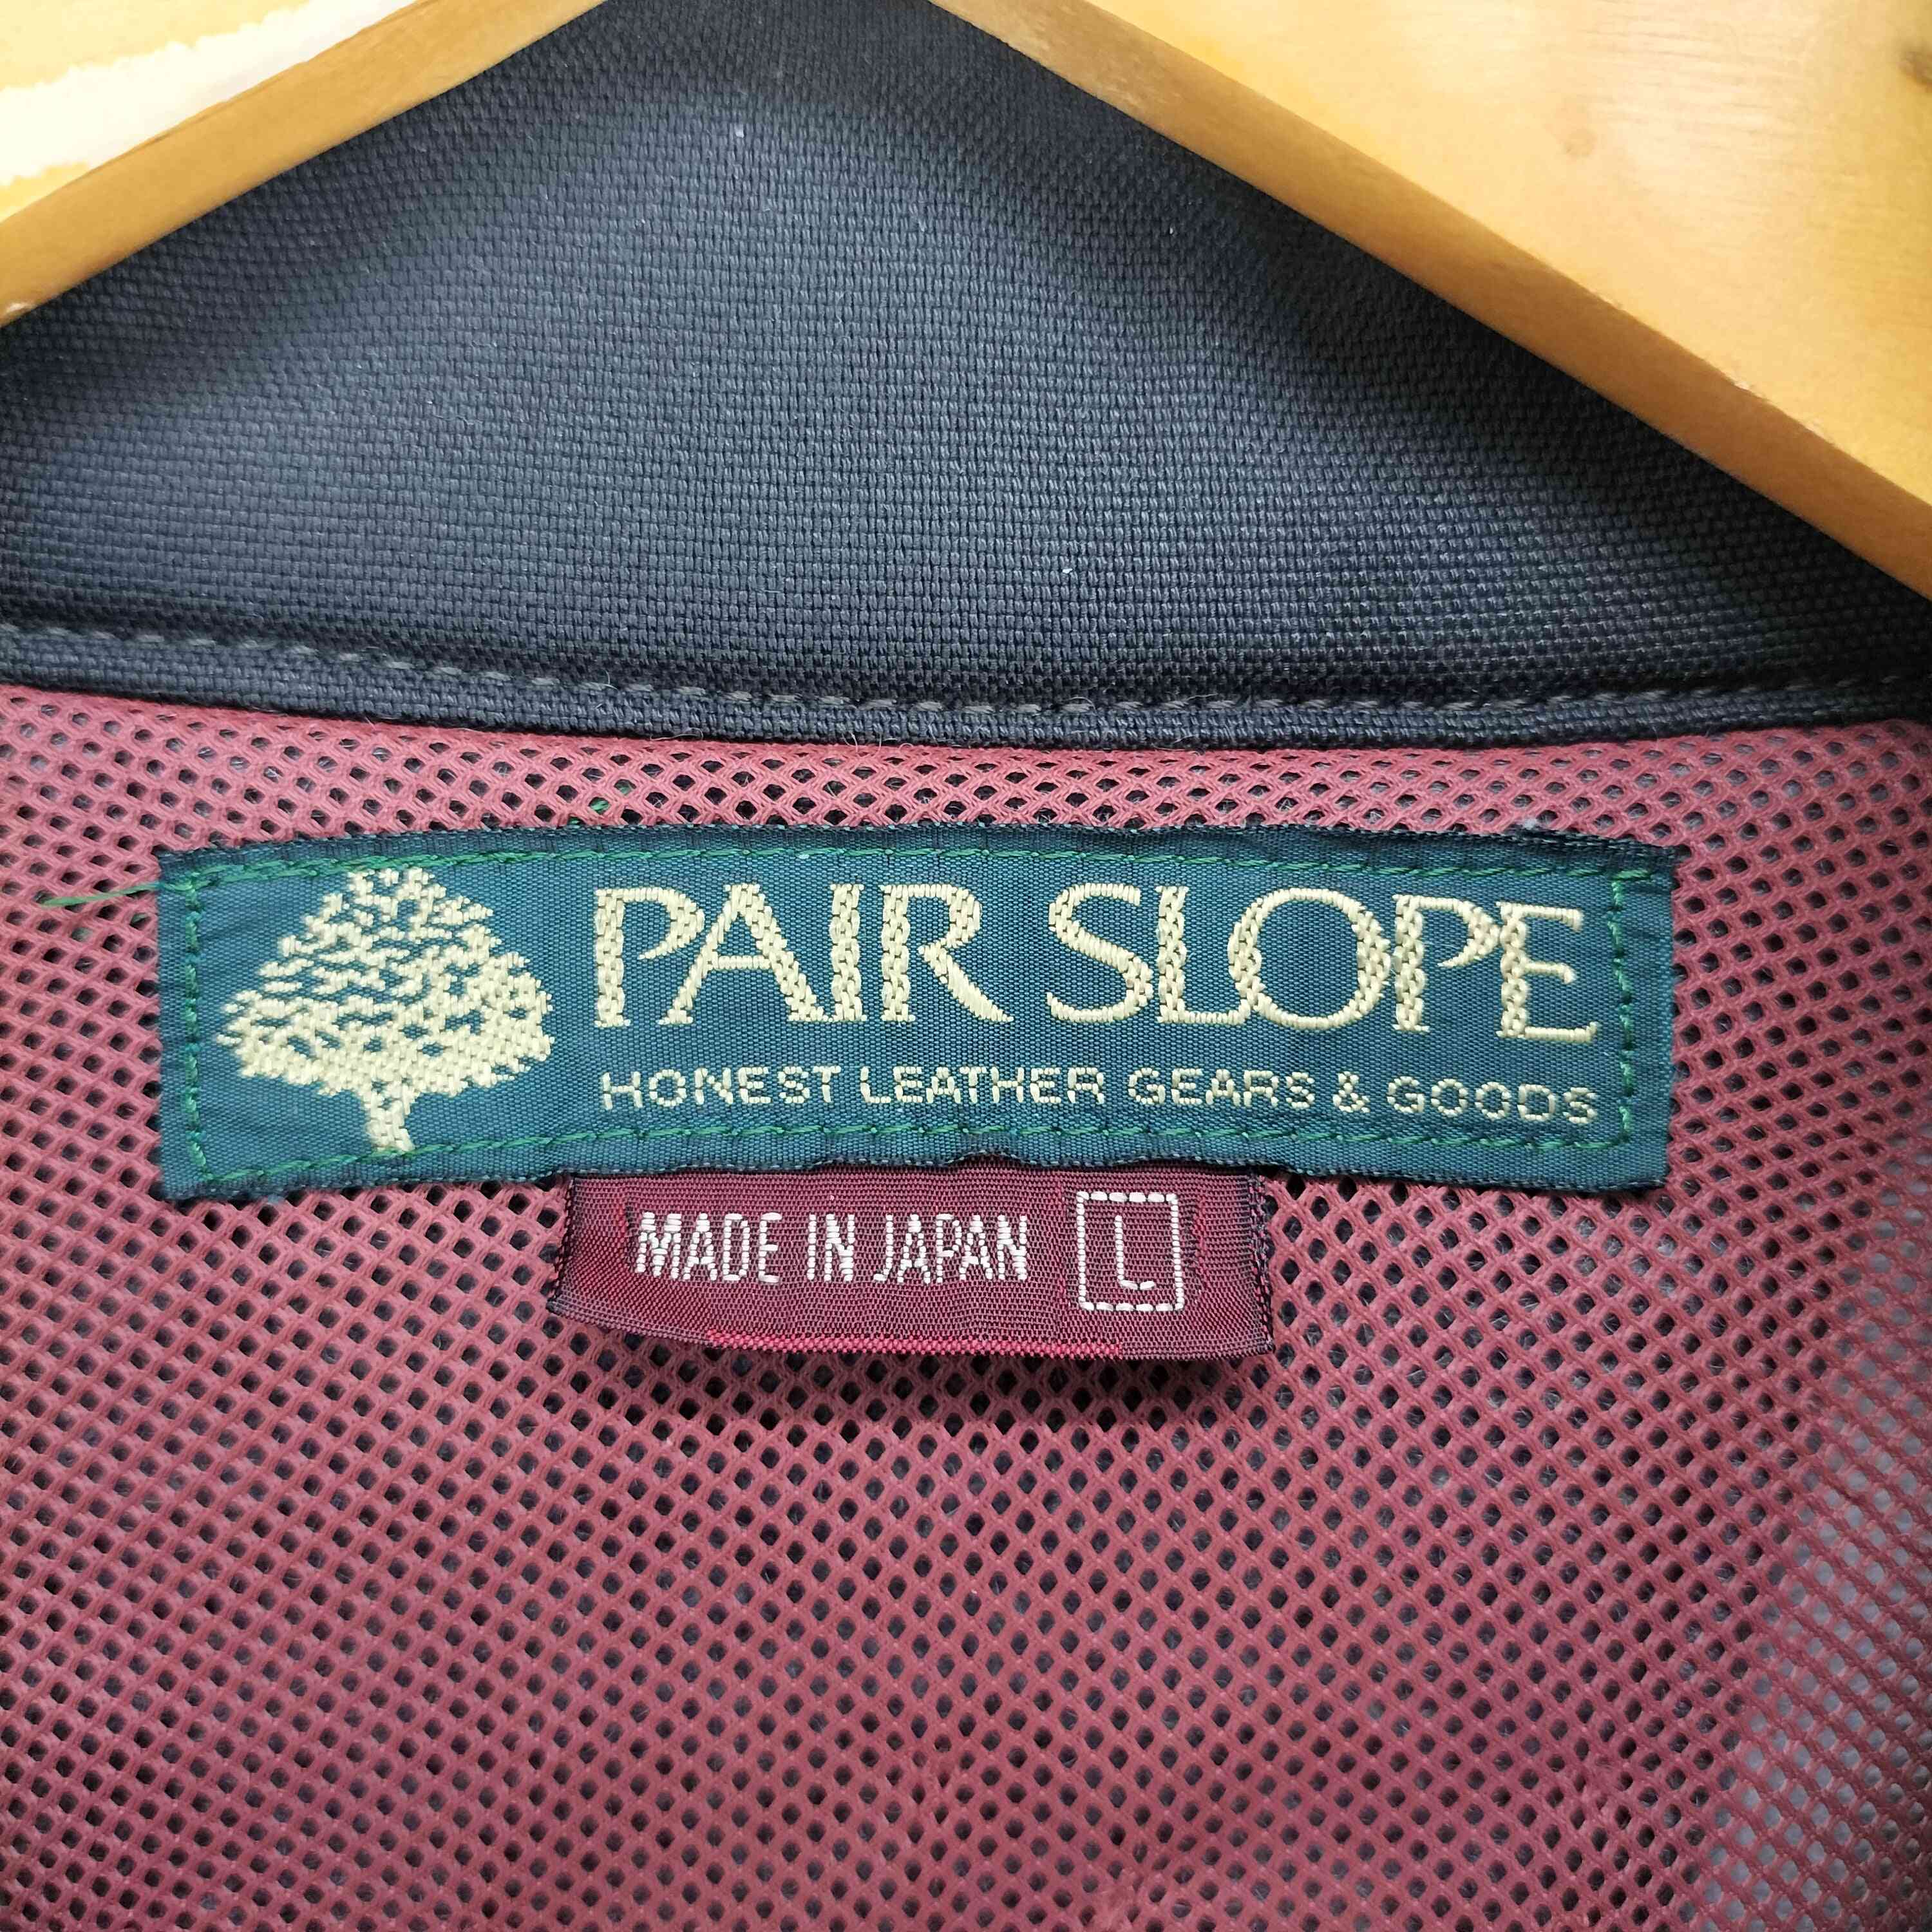 PAIR SLOPE
HONEST LEATHER GEARS & GOODS
MADE IN JAPAN L